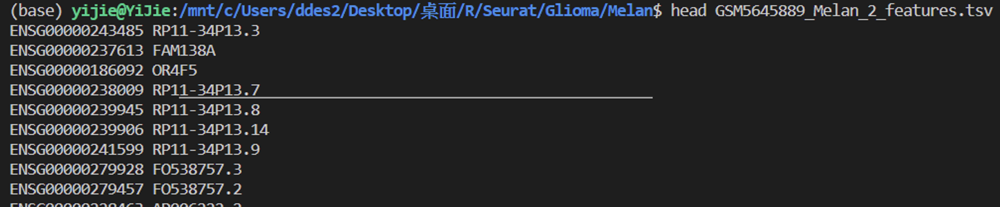 (base) yijie@YiJie:/mnt/c/Users/ddes2/Desktop/桌面/R/Seurat/Glioma/Melan$ head GSM5645889_Melan_2_features.tsv
ENSG00000243485 RP11-34P13.3
ENSG00000237613 FAM138A
ENSG00000186092 OR4F5
ENSG00000238009 RP11-34P13.7
ENSG00000239945 RP11-34P13.8
ENSG00000239906 RP11-34P13.14
ENSG00000241599 RP11-34P13.9
ENSG00000279928 FO538757.3
ENSG00000279457 FO538757.2